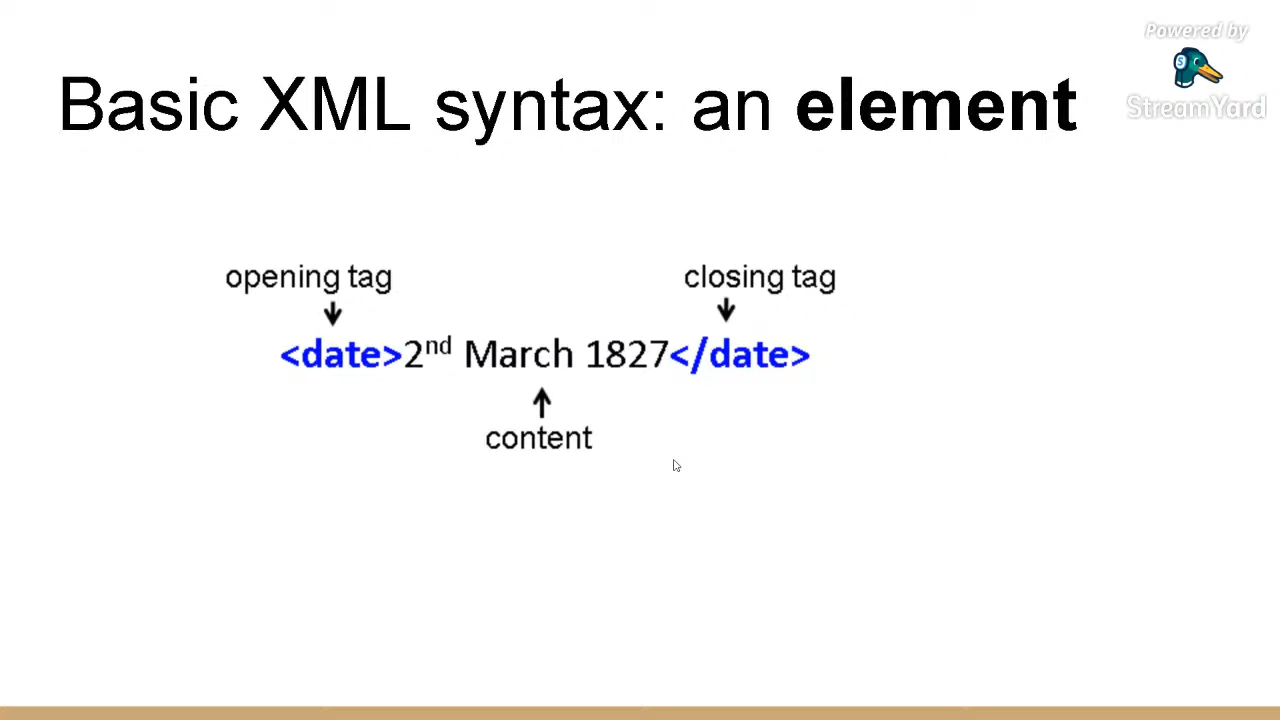 Powered by
StreamYard
Basic XML syntax: an element
opening tag
closing tag
<date>2nd March 1827</date>
content